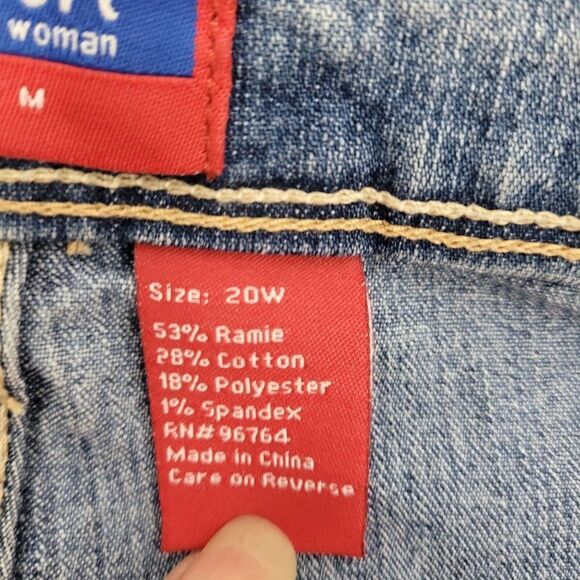 woman
M
Size: 20W
53% Ramie
28% Cotton
18% Polyester
1% Spandex
RN# 96764
Made in China
Care on Reverse